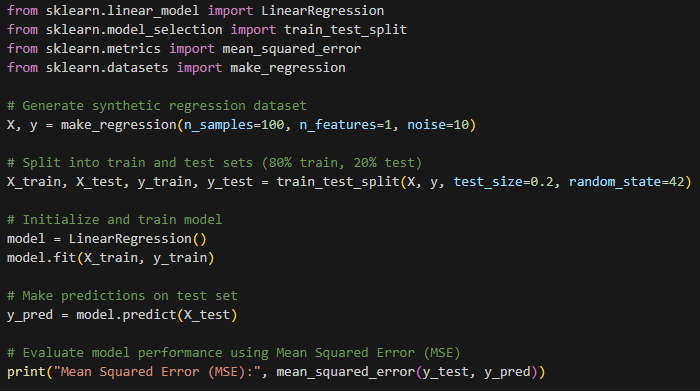 from sklearn.linear_model import LinearRegression
from sklearn.model_selection import train_test_split
from sklearn.metrics import mean_squared_error
from sklearn.datasets import make_regression
# Generate synthetic regression dataset
X, y = make_regression(n_samples=100, n_features=1, noise=10)
# Split into train and test sets (80% train, 20% test)
X_train, X_test, y_train, y_test = train_test_split(X, y, test_size=0.2, random_state=42)
# Initialize and train model
model = LinearRegression()
model.fit(X_train, y_train)
# Make predictions on test set
y_pred = model.predict(X_test)
# Evaluate model performance using Mean Squared Error (MSE)
print("Mean Squared Error (MSE):", mean_squared_error(y_test, y_pred))